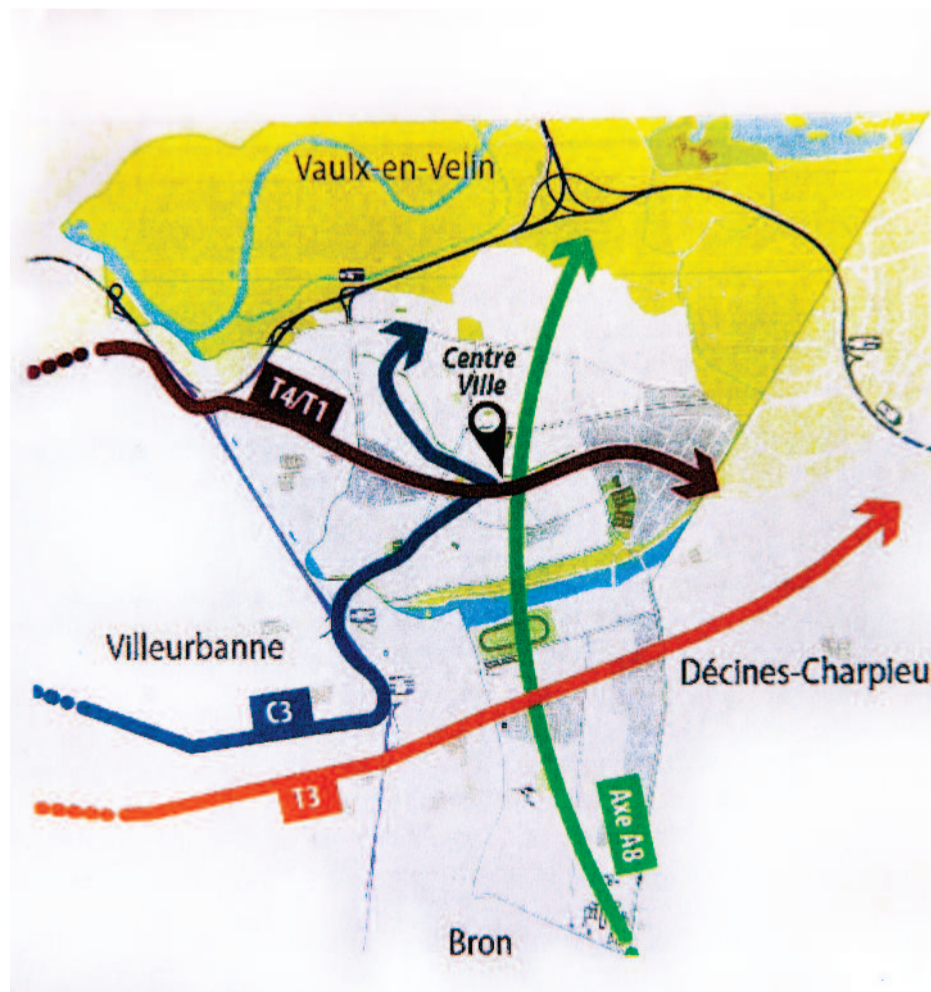 Vaulx-en-Velin
Centre
Ville
T4/T1
Villeurbanne
Décines-Charpieu
C3
T3
Axe A8
Bron